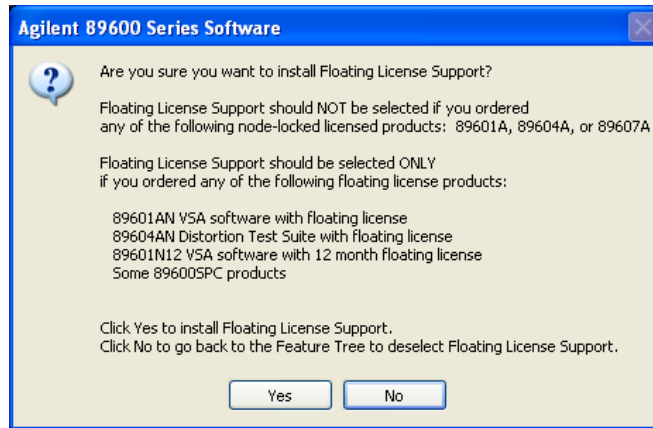 Agilent 89600 Series Software
Are you sure you want to install Floating License Support?
Floating License Support should NOT be selected if you ordered
any of the following node-locked licensed products:  89601A, 89604A, or 89607A
Floating License Support should be selected ONLY
if you ordered any of the following floating license products:
89601AN VSA software with floating license
89604AN Distortion Test Suite with floating license
89601N12 VSA software with 12 month floating license
Some 89600SPC products
Click Yes to install Floating License Support.
Click No to go back to the Feature Tree to deselect Floating License Support.
Yes
No